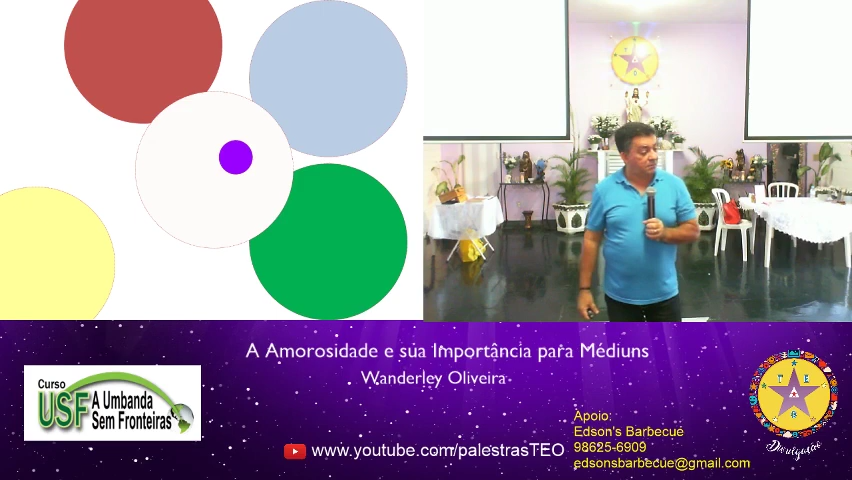 A Amorosidade e sua Importância para Médiuns
Wanderley Oliveira
Curso
USF A Umbanda
Sem Fronteiras
www.youtube.com/palestrasTEO
Apoio:
Edson's Barbecue
98625-6909
edsonsbarbecue@gmail.com
Divulgação